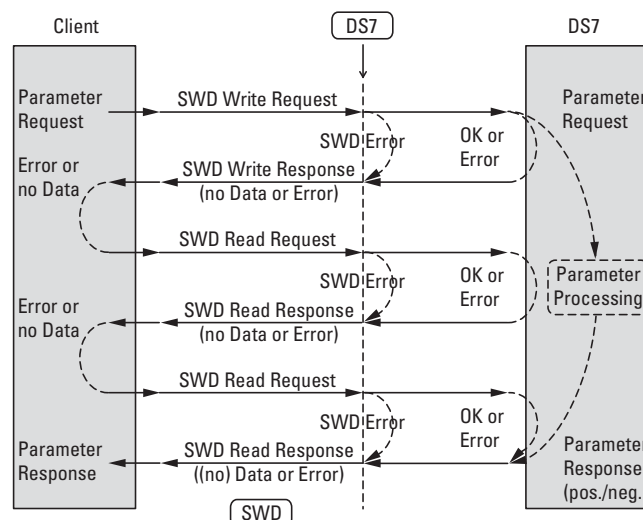 Client
DS7
DS7
Parameter
Request
SWD Write Request
Parameter
Request
SWD Error
OK or
Error
Error or
no Data
SWD Write Response
(no Data or Error)
SWD Read Request
SWD Error
OK or
Error
Parameter
Processing
Error or
no Data
SWD Read Response
(no Data or Error)
SWD Read Request
SWD Error
OK or
Error
Parameter
Response
SWD Read Response
((no) Data or Error)
Parameter
Response
(pos./neg.
SWD